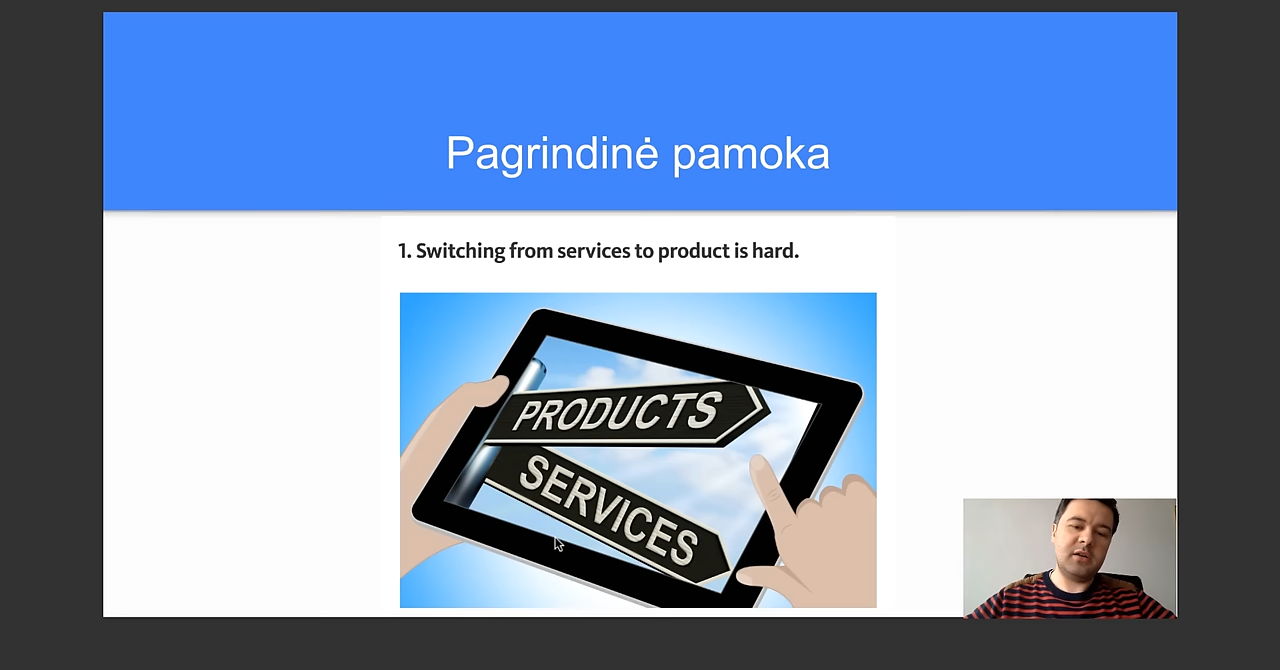 Pagrindinė pamoka
1. Switching from services to product is hard.
PRODUCTS
SERVICES